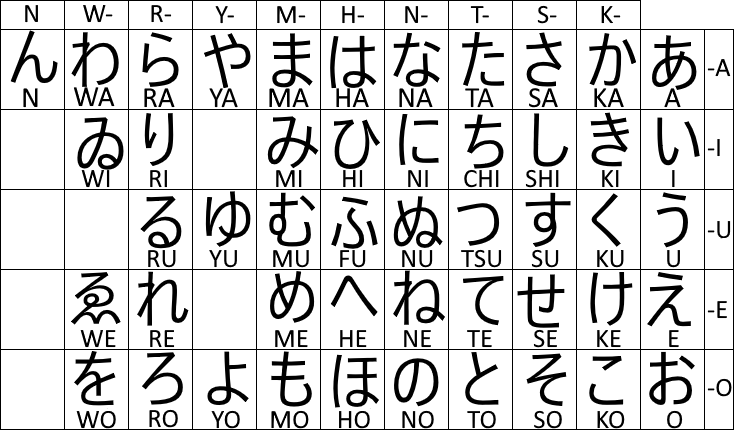 N W- R- Y- M- H- N- T- S- K-
ん わ ら や ま は な た さ か あ -A
N WA RA YA MA HA NA TA SA KA A
ゐ り み ひ に ち し き い -I
WI RI MI HI NI CHI SHI KI I
る ゆ む ふ ぬ つ す く う -U
RU YU MU FU NU TSU SU KU U
ゑ れ め へ ね て せ け え -E
WE RE ME HE NE TE SE KE E
を ろ よ も ほ の と そ こ お -O
WO RO YO MO HO NO TO SO KO O